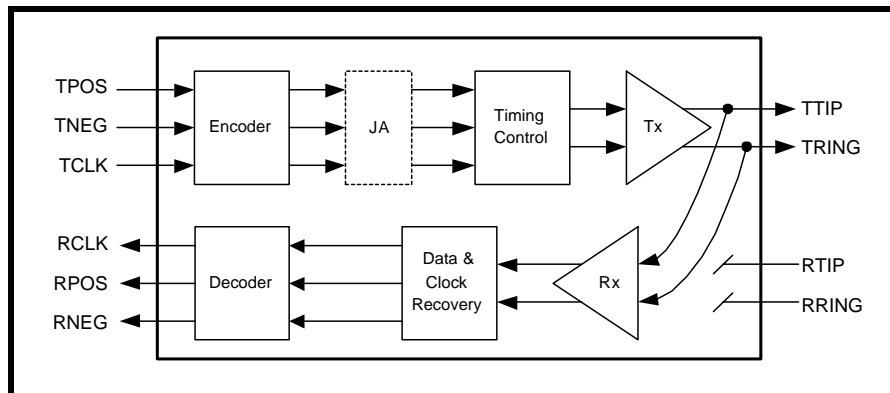 TPOS
TNEG
TCLK
Encoder
JA
Timing
Control
Tx
TTIP
TRING
RCLK
RPOS
RNEG
Decoder
Data &
Clock
Recovery
Rx
RTIP
RRING